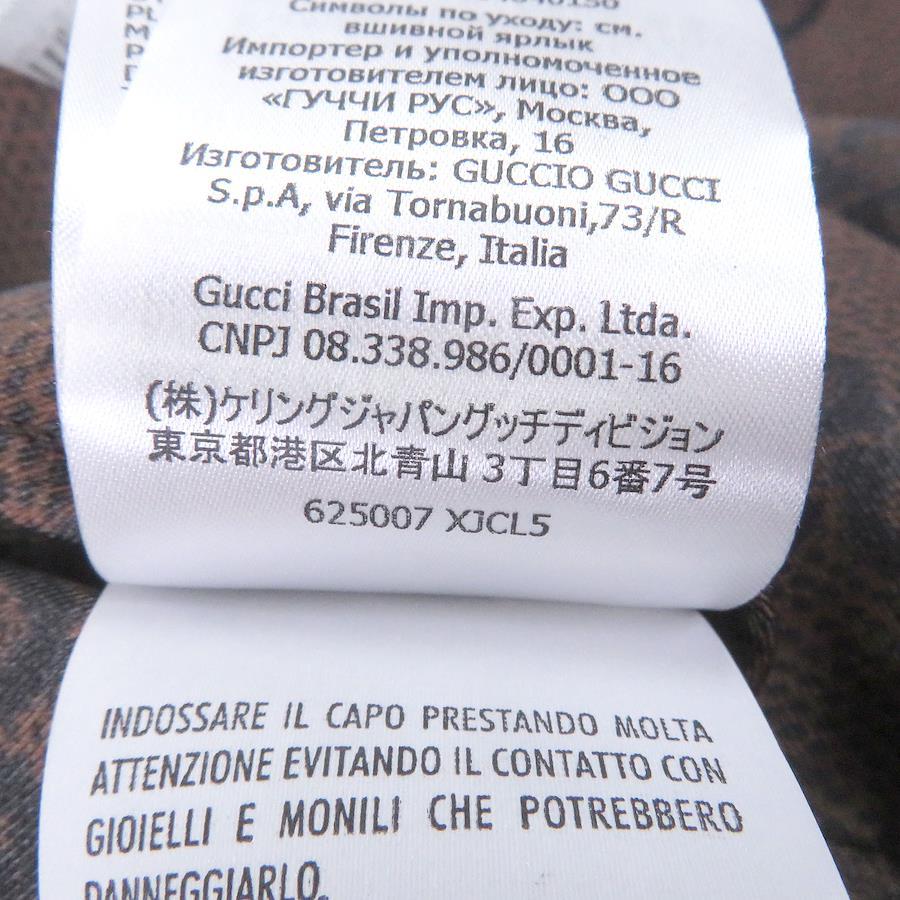 Символы по уходу: см.
вшивной ярлык
Импортер и уполномоченное
изготовителем лицо: ООО
«ГУЧЧИ РУС», Москва,
Петровка, 16
Изготовитель: GUCCIO GUCCI
S.p.A, via Tornabuoni,73/R
Firenze, Italia
Gucci Brasil Imp. Exp. Ltda.
CNPJ 08.338.986/0001-16
(株)ケリングジャパングッチディビジョン
東京都港区北青山 3丁目6番7号
625007 XJCL5
INDOSSARE IL CAPO PRESTANDO MOLTA
ATTENZIONE EVITANDO IL CONTATTO CON
GIOIELLI E MONILI CHE POTREBBERO
DANNEGGIARLO.